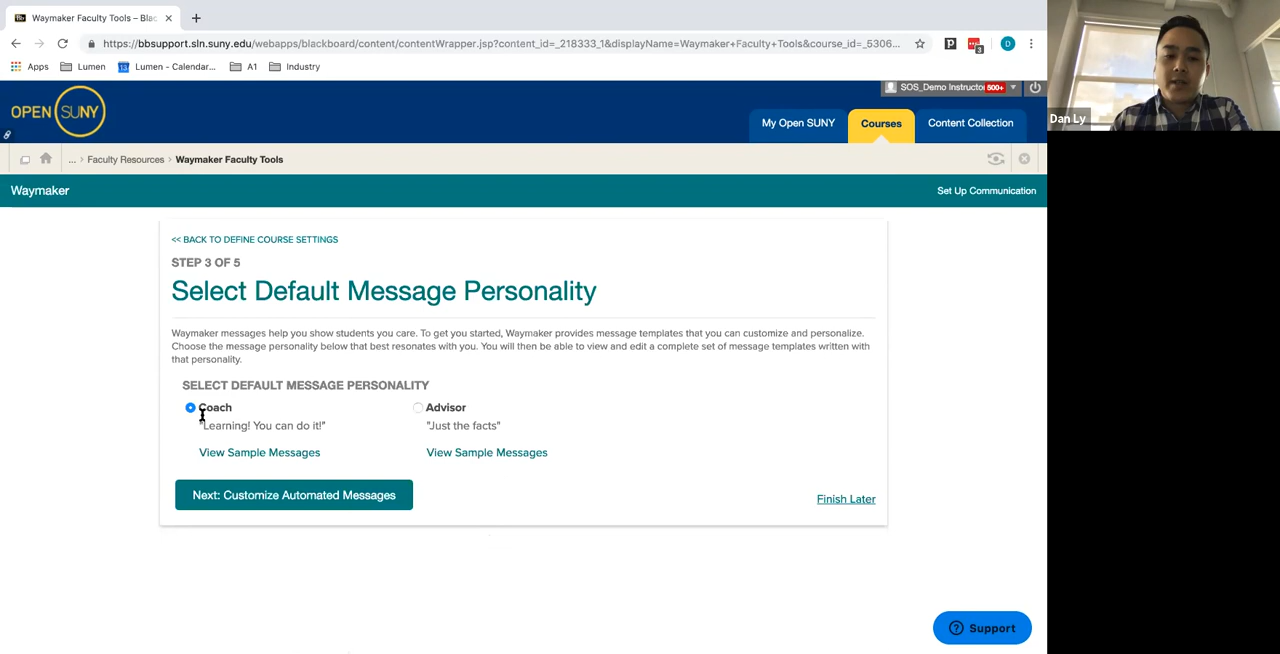 Waymaker Faculty Tools – Blac
https://bbsupport.sln.suny.edu/webapps/blackboard/content/contentWrapper.jsp?content_id=_218333_1&displayName=Waymaker+Faculty+Tools&course_id=_5306...
P
3
D
Apps
Lumen
Lumen - Calendar...
A1
Industry
SOS_Demo Instructor
500+
OPEN SUNY
My Open SUNY
Courses
Content Collection
... Faculty Resources > Waymaker Faculty Tools
Waymaker
Set Up Communication
<< BACK TO DEFINE COURSE SETTINGS
STEP 3 OF 5
Select Default Message Personality
Waymaker messages help you show students you care. To get you started, Waymaker provides message templates that you can customize and personalize.
Choose the message personality below that best resonates with you. You will then be able to view and edit a complete set of message templates written with
that personality.
SELECT DEFAULT MESSAGE PERSONALITY
Coach
Advisor
"Learning! You can do it!"
"Just the facts"
View Sample Messages
View Sample Messages
Next: Customize Automated Messages
Finish Later
? Support
Dan Ly